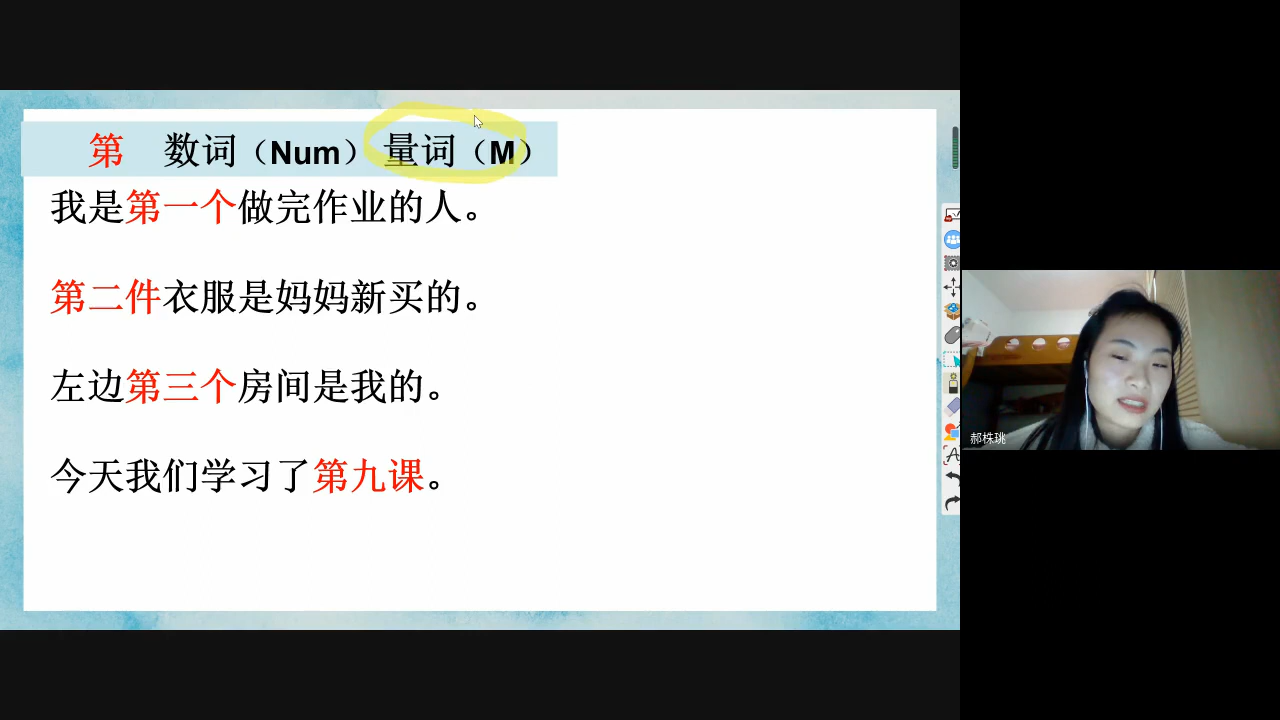 第 数词（Num） 量词（M）
我是第一个做完作业的人。
第二件衣服是妈妈新买的。
左边第三个房间是我的。
今天我们学习了第九课。
郝株珧